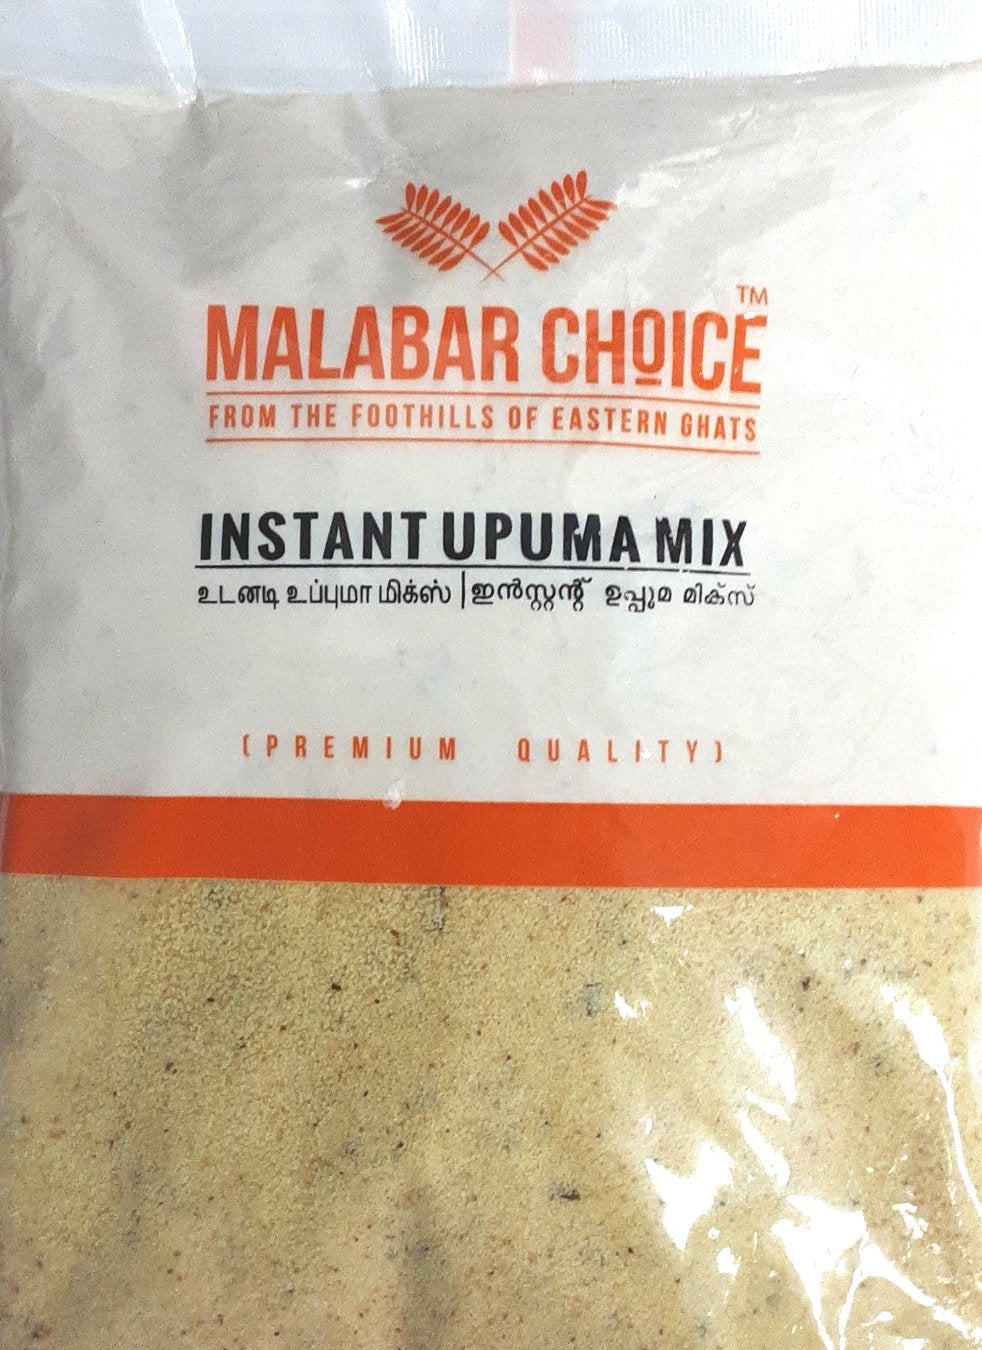 MALABAR CHOICE™
FROM THE FOOTHILLS OF EASTERN GHATS
INSTANT UPUMA MIX
உடனடி உப்புமா மிக்ஸ் | ഇൻസ്റ്റന്റ് ഉപ്പുമ മിക്സ്
(PREMIUM QUALITY)